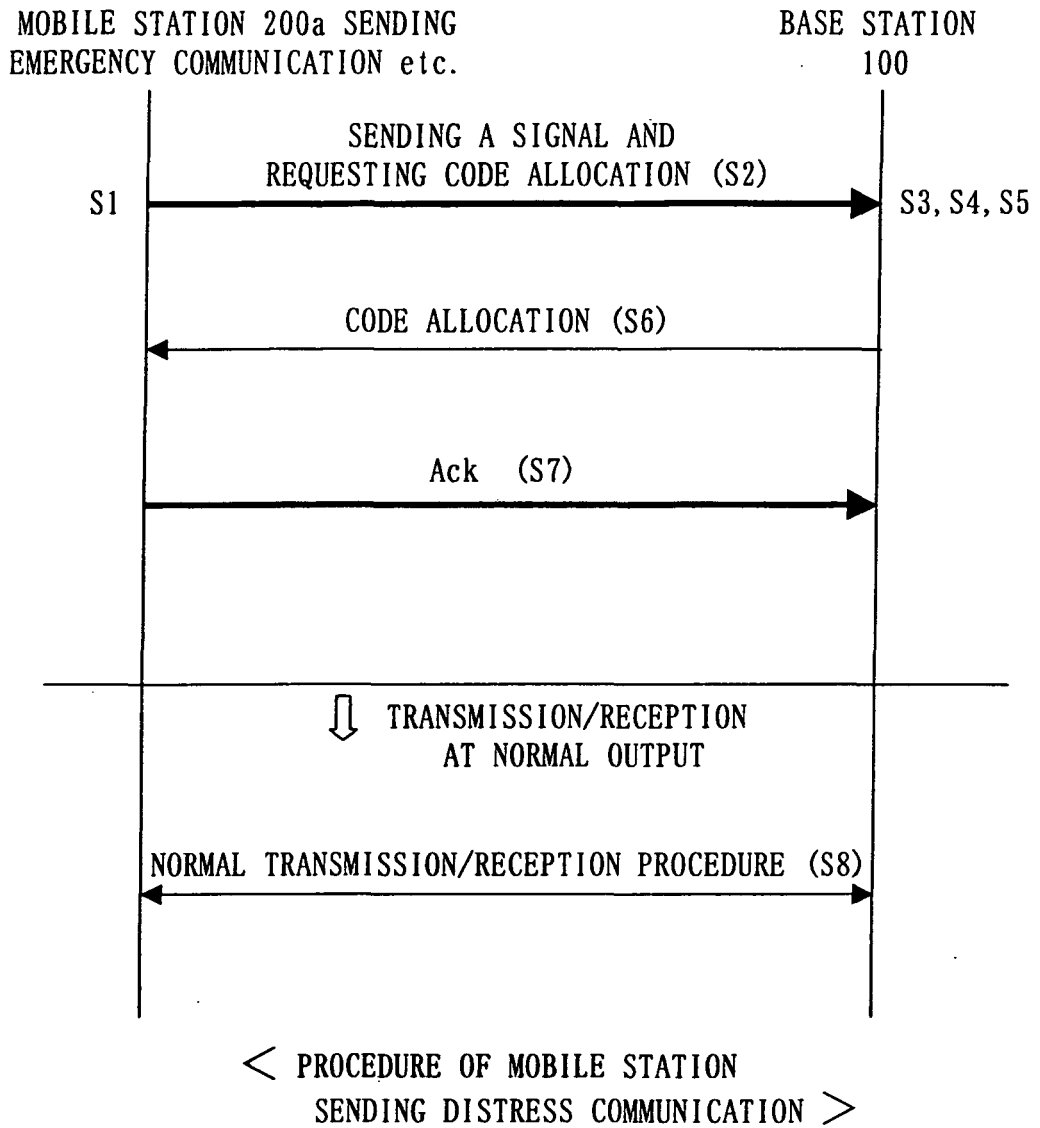 MOBILE STATION 200a SENDING
EMERGENCY COMMUNICATION etc.
BASE STATION
100
SENDING A SIGNAL AND
REQUESTING CODE ALLOCATION (S2)
S1
S3, S4, S5
CODE ALLOCATION (S6)
Ack (S7)
TRANSMISSION/RECEPTION
AT NORMAL OUTPUT
NORMAL TRANSMISSION/RECEPTION PROCEDURE (S8)
< PROCEDURE OF MOBILE STATION
SENDING DISTRESS COMMUNICATION >